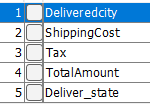 1 Deliveredcity
2 ShippingCost
3 Tax
4 TotalAmount
5 Deliver_state